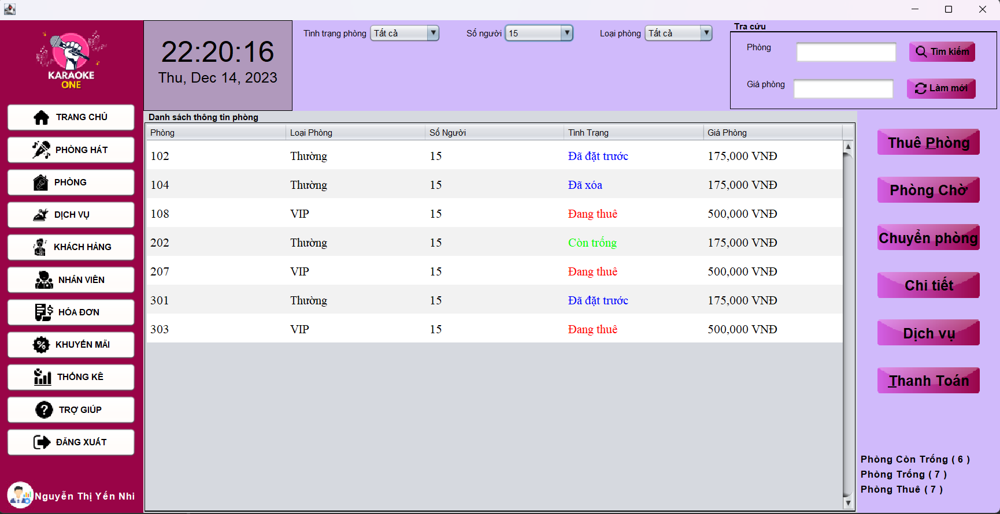 KARAOKE
ONE
TRANG CHỦ
PHÒNG HÁT
PHÒNG
DỊCH VỤ
KHÁCH HÀNG
NHÂN VIÊN
HÓA ĐƠN
KHUYẾN MÃI
THỐNG KÊ
TRỢ GIÚP
ĐĂNG XUẤT
Nguyễn Thị Yến Nhi
22:20:16
Thu, Dec 14, 2023
Tình trạng phòng Tất cả Số người 15 Loại phòng Tất cả
Tra cứu
Phòng Tìm kiếm
Giá phòng Làm mới
Danh sách thông tin phòng
Phòng Loại Phòng Số Người Tình Trạng Giá Phòng
102 Thường 15 Đã đặt trước 175,000 VNĐ
104 Thường 15 Đã xóa 175,000 VNĐ
108 VIP 15 Đang thuê 500,000 VNĐ
202 Thường 15 Còn trống 175,000 VNĐ
207 VIP 15 Đang thuê 500,000 VNĐ
301 Thường 15 Đã đặt trước 175,000 VNĐ
303 VIP 15 Đang thuê 500,000 VNĐ
Thuê Phòng
Phòng Chờ
Chuyển phòng
Chi tiết
Dịch vụ
Thanh Toán
Phòng Còn Trống ( 6 )
Phòng Trống ( 7 )
Phòng Thuê ( 7 )